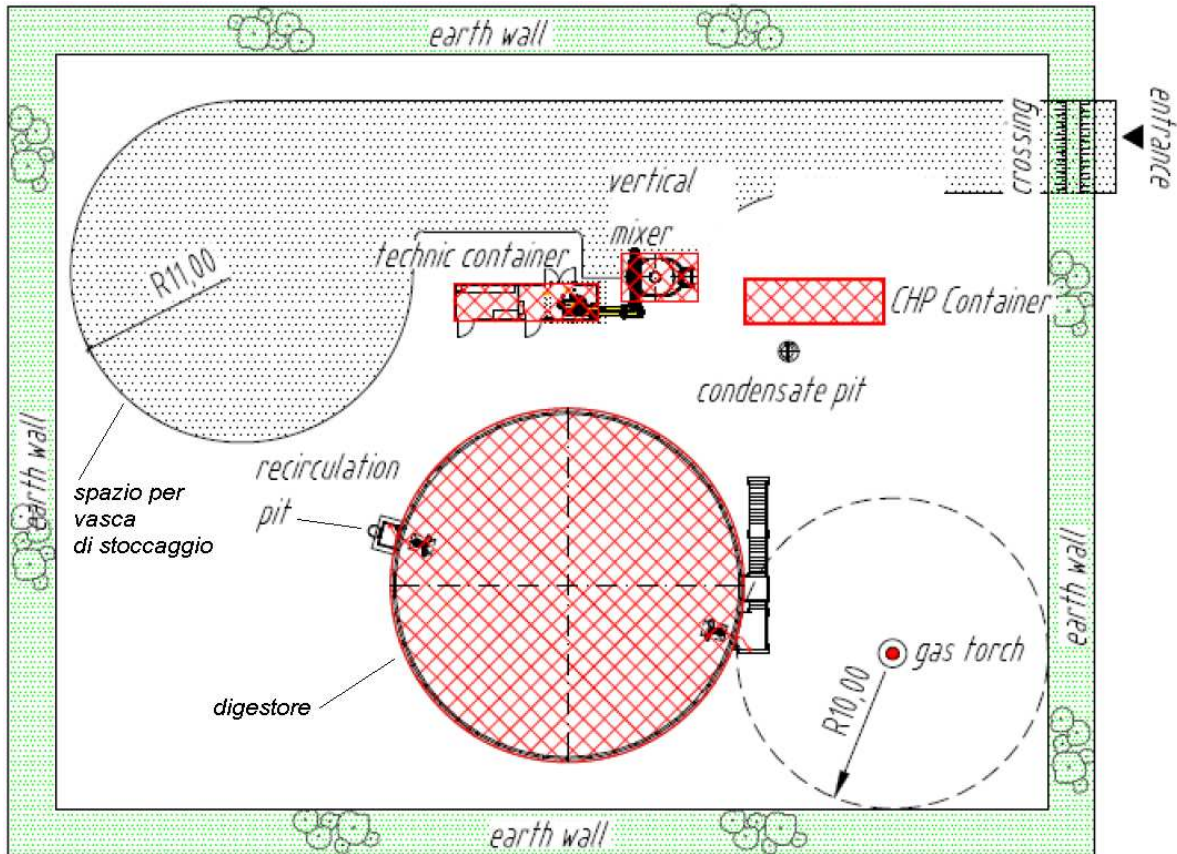 earth wall
entrance
crossing
vertical
mixer
technic container
R11,00
CHP Container
condensate pit
earth wall
recirculation
pit
spazio per
vasca
di stoccaggio
earth wall
gas torch
R10,00
digestore
earth wall